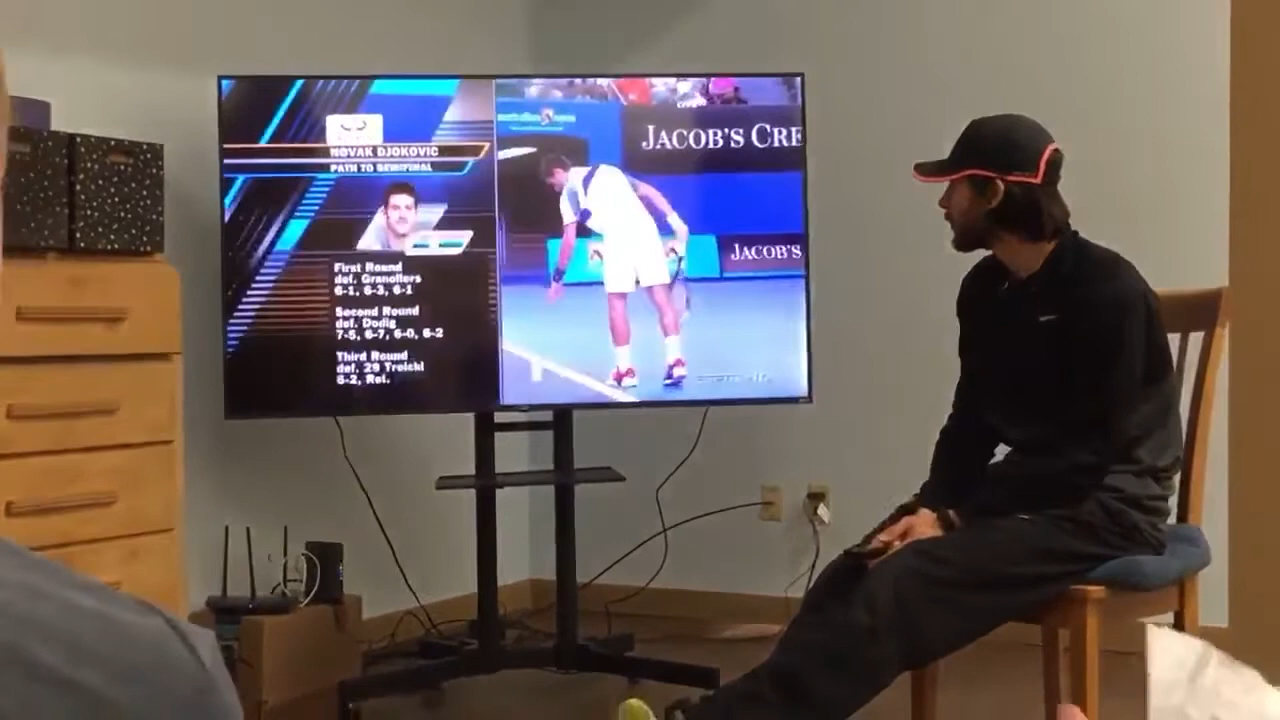 NOVAK DJOKOVIC
PATH TO SEMIFINAL
First Round
def. Granollers
6-1, 6-3, 6-1
Second Round
def. Dodig
7-5, 6-7, 6-0, 6-2
Third Round
def. 29 Troicki
6-2, Ret.
JACOB'S CRE
JACOB'S